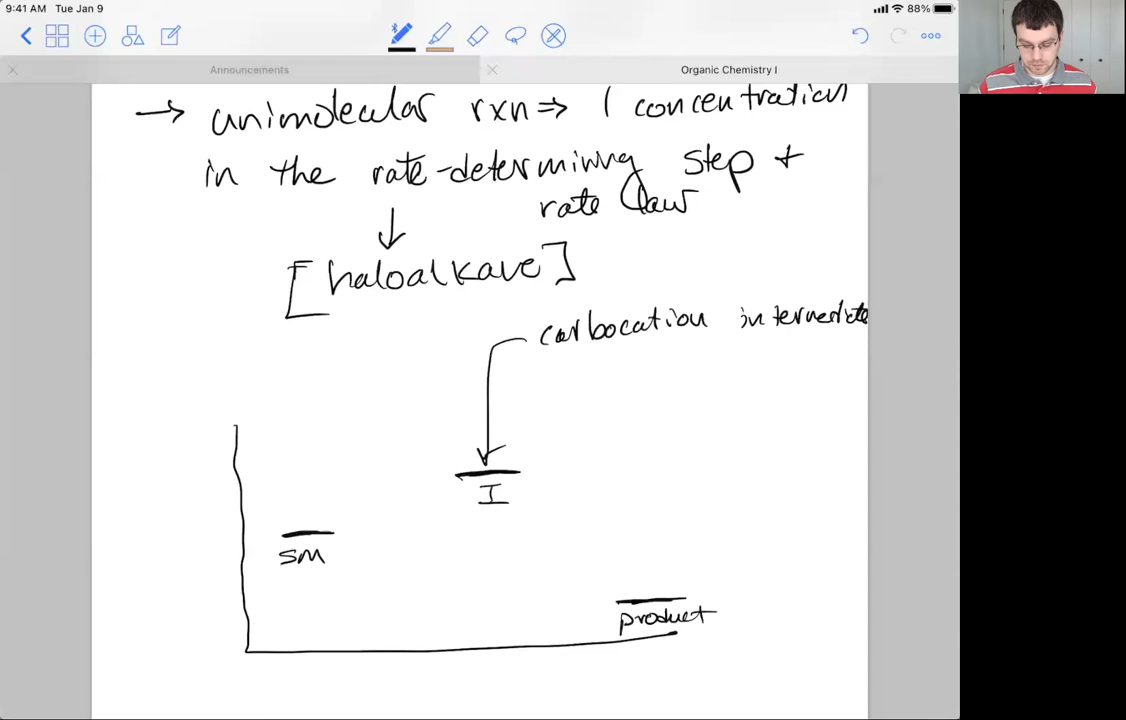 9:41 AM Tue Jan 9
88%
Announcements
Organic Chemistry I
→ unimolecular rxn ⇒ 1 concentration
in the rate-determining step +
rate law
↓
[haloalkane]
carbocation intermediate
I
SM
product